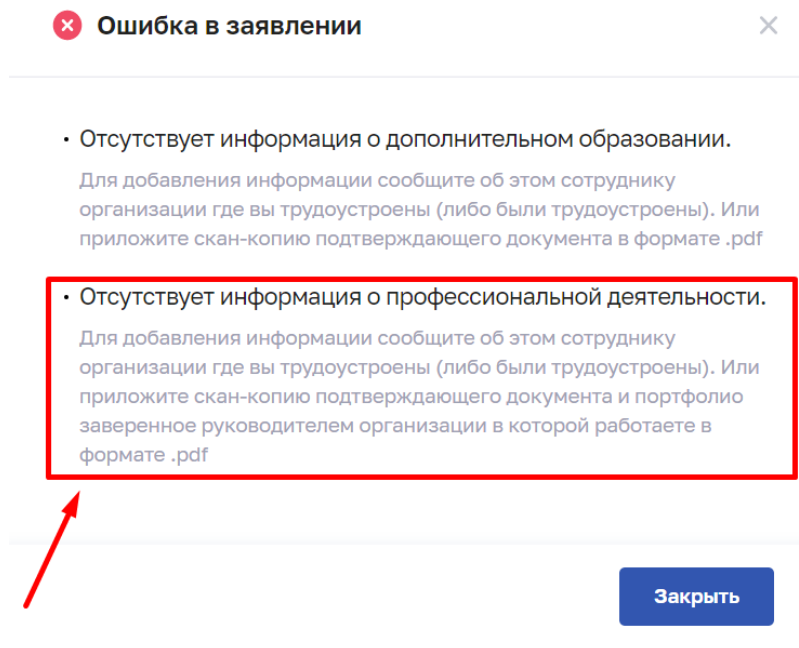 Ошибка в заявлении
• Отсутствует информация о дополнительном образовании.
Для добавления информации сообщите об этом сотруднику
организации где вы трудоустроены (либо были трудоустроены). Или
приложите скан-копию подтверждающего документа в формате .pdf
• Отсутствует информация о профессиональной деятельности.
Для добавления информации сообщите об этом сотруднику
организации где вы трудоустроены (либо были трудоустроены). Или
приложите скан-копию подтверждающего документа и портфолио
заверенное руководителем организации в которой работаете в
формате .pdf
Закрыть